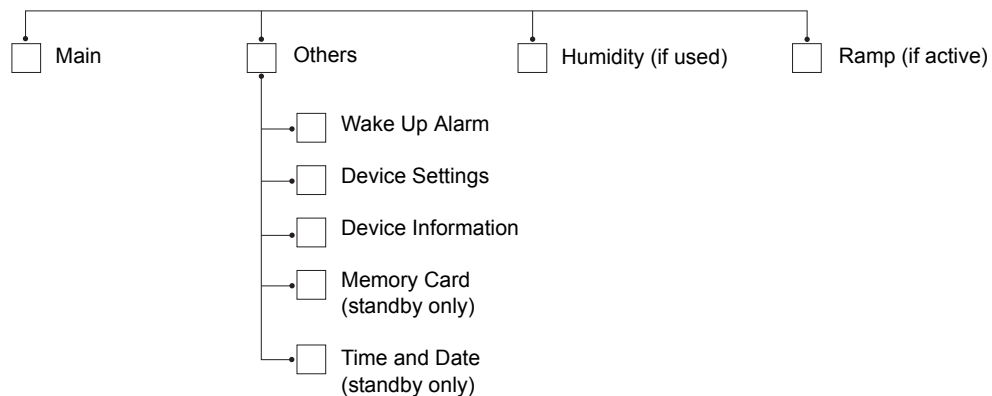 Main
Others
Humidity (if used)
Ramp (if active)
Wake Up Alarm
Device Settings
Device Information
Memory Card
(standby only)
Time and Date
(standby only)